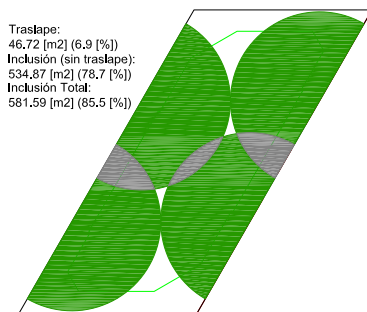 Traslape:
46.72 [m2] (6.9 [%])
Inclusión (sin traslape):
534.87 [m2] (78.7 [%])
Inclusión Total:
581.59 [m2] (85.5 [%])